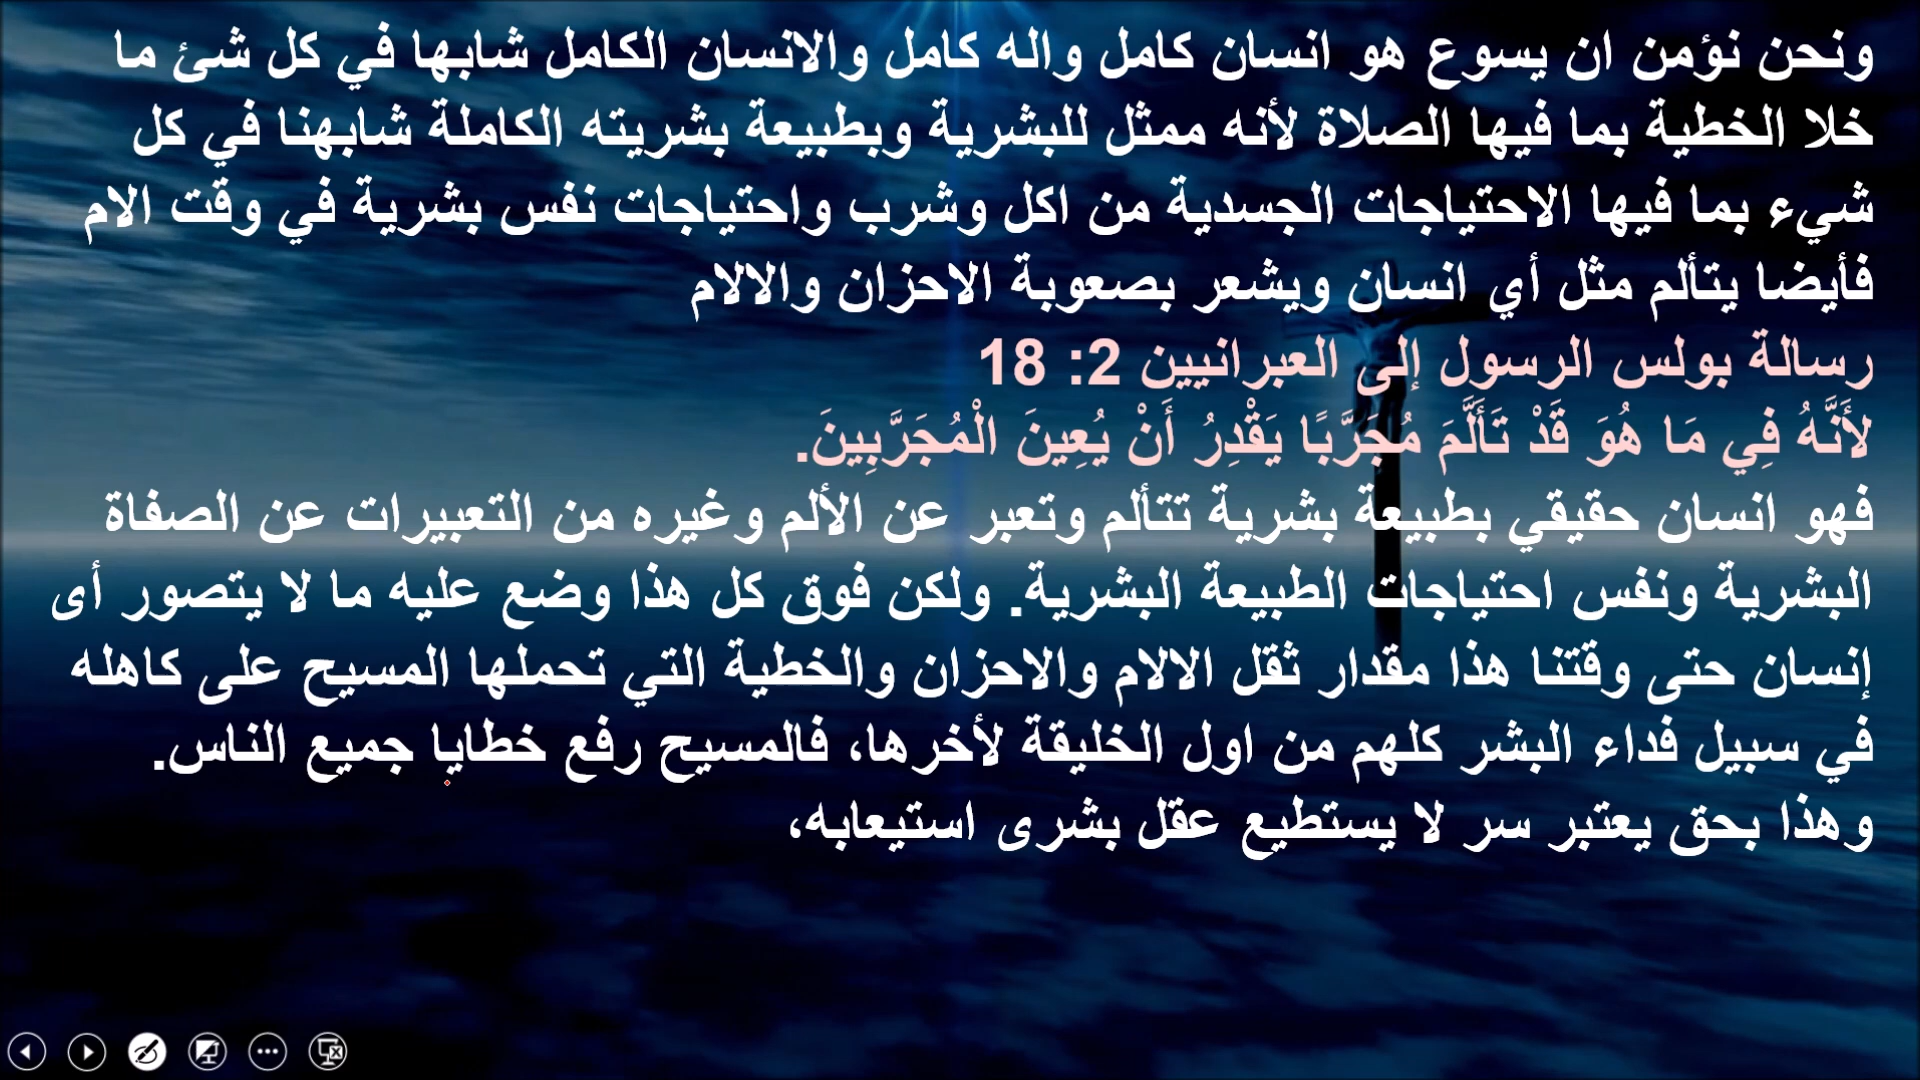 ونحن نؤمن ان يسوع هو انسان كامل واله كامل والانسان الكامل شابها في كل شئ ما
خلا الخطية بما فيها الصلاة لأنه ممثل للبشرية وبطبيعة بشريته الكاملة شابهنا في كل
شيء بما فيها الاحتياجات الجسدية من اكل وشرب واحتياجات نفس بشرية في وقت الام
فأيضا يتألم مثل أي انسان ويشعر بصعوبة الاحزان والالام
رسالة بولس الرسول إلى العبرانيين 2: 18
لأَنَّهُ فِي مَا هُوَ قَدْ تَأَلَّمَ مُجَرَّبًا يَقْدِرُ أَنْ يُعِينَ الْمُجَرَّبِينَ.
فهو انسان حقيقي بطبيعة بشرية تتألم وتعبر عن الألم وغيره من التعبيرات عن الصفاة
البشرية ونفس احتياجات الطبيعة البشرية. ولكن فوق كل هذا وضع عليه ما لا يتصور أى
إنسان حتى وقتنا هذا مقدار ثقل الالام والاحزان والخطية التي تحملها المسيح على كاهله
في سبيل فداء البشر كلهم من اول الخليقة لأخرها، فالمسيح رفع خطايا جميع الناس.
وهذا بحق يعتبر سر لا يستطيع عقل بشرى استيعابه،